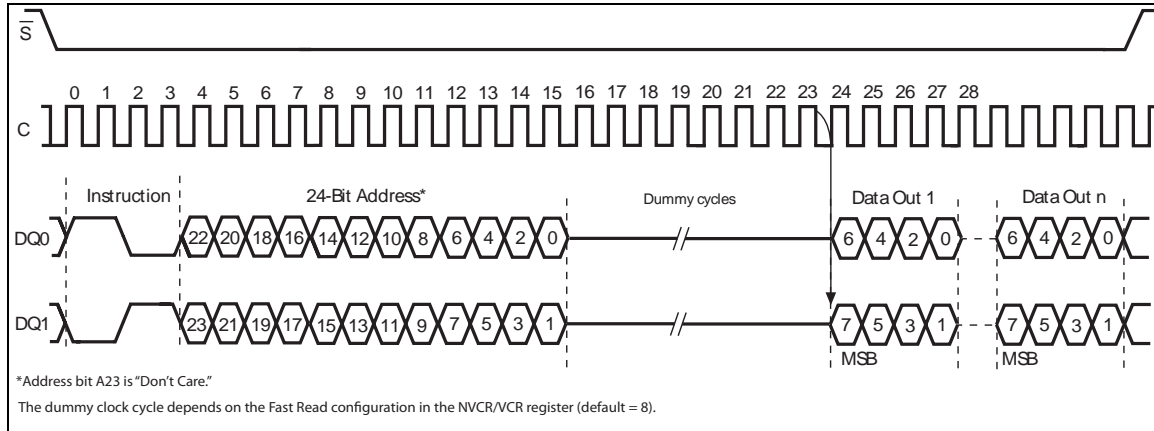 S
0 1 2 3 4 5 6 7 8 9 10 11 12 13 14 15 16 17 18 19 20 21 22 23 24 25 26 27 28
C
Instruction 24-Bit Address* Dummy cycles Data Out 1 Data Out n
DQ0 22 20 18 16 14 12 10 8 6 4 2 0 6 4 2 0 6 4 2 0
DQ1 23 21 19 17 15 13 11 9 7 5 3 1 7 5 3 1 7 5 3 1
MSB MSB
*Address bit A23 is "Don't Care."
The dummy clock cycle depends on the Fast Read configuration in the NVCR/VCR register (default = 8).